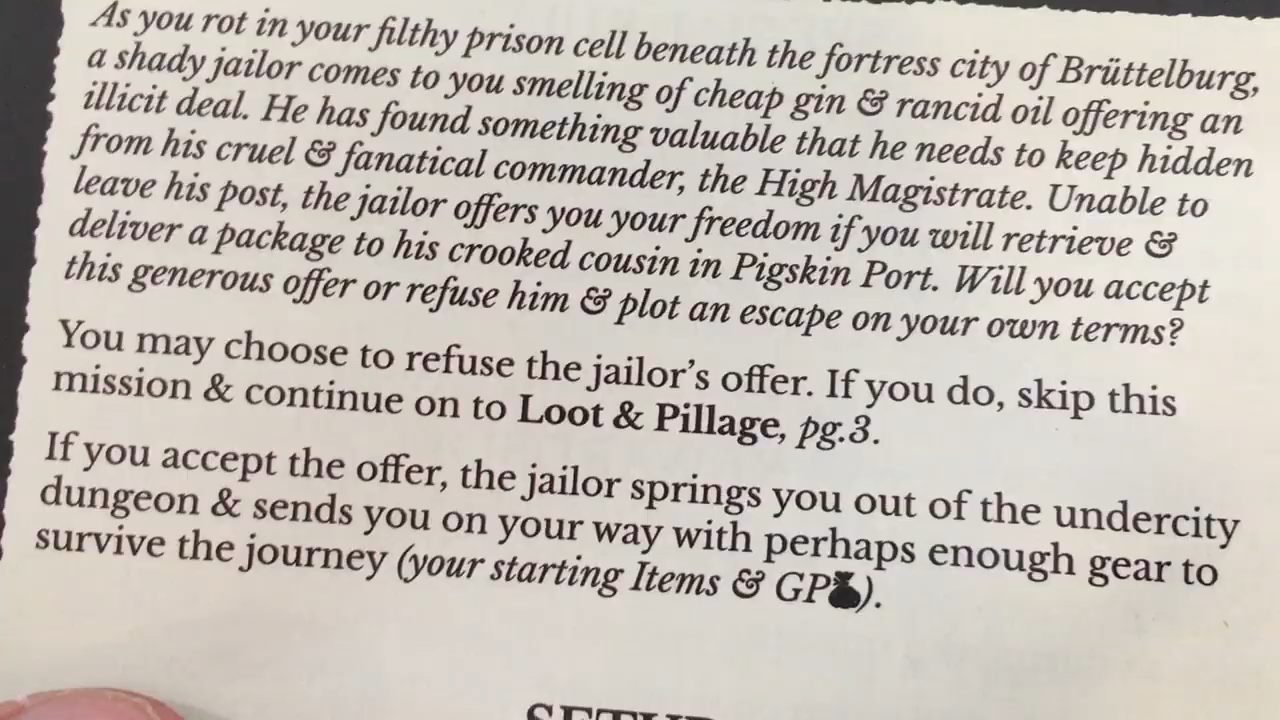 As you rot in your filthy prison cell beneath the fortress city of Brüttelburg,
a shady jailor comes to you smelling of cheap gin & rancid oil offering an
illicit deal. He has found something valuable that he needs to keep hidden
from his cruel & fanatical commander, the High Magistrate. Unable to
leave his post, the jailor offers you your freedom if you will retrieve &
deliver a package to his crooked cousin in Pigskin Port. Will you accept
this generous offer or refuse him & plot an escape on your own terms?
You may choose to refuse the jailor’s offer. If you do, skip this
mission & continue on to Loot & Pillage, pg.3.
If you accept the offer, the jailor springs you out of the undercity
dungeon & sends you on your way with perhaps enough gear to
survive the journey (your starting Items & GP).